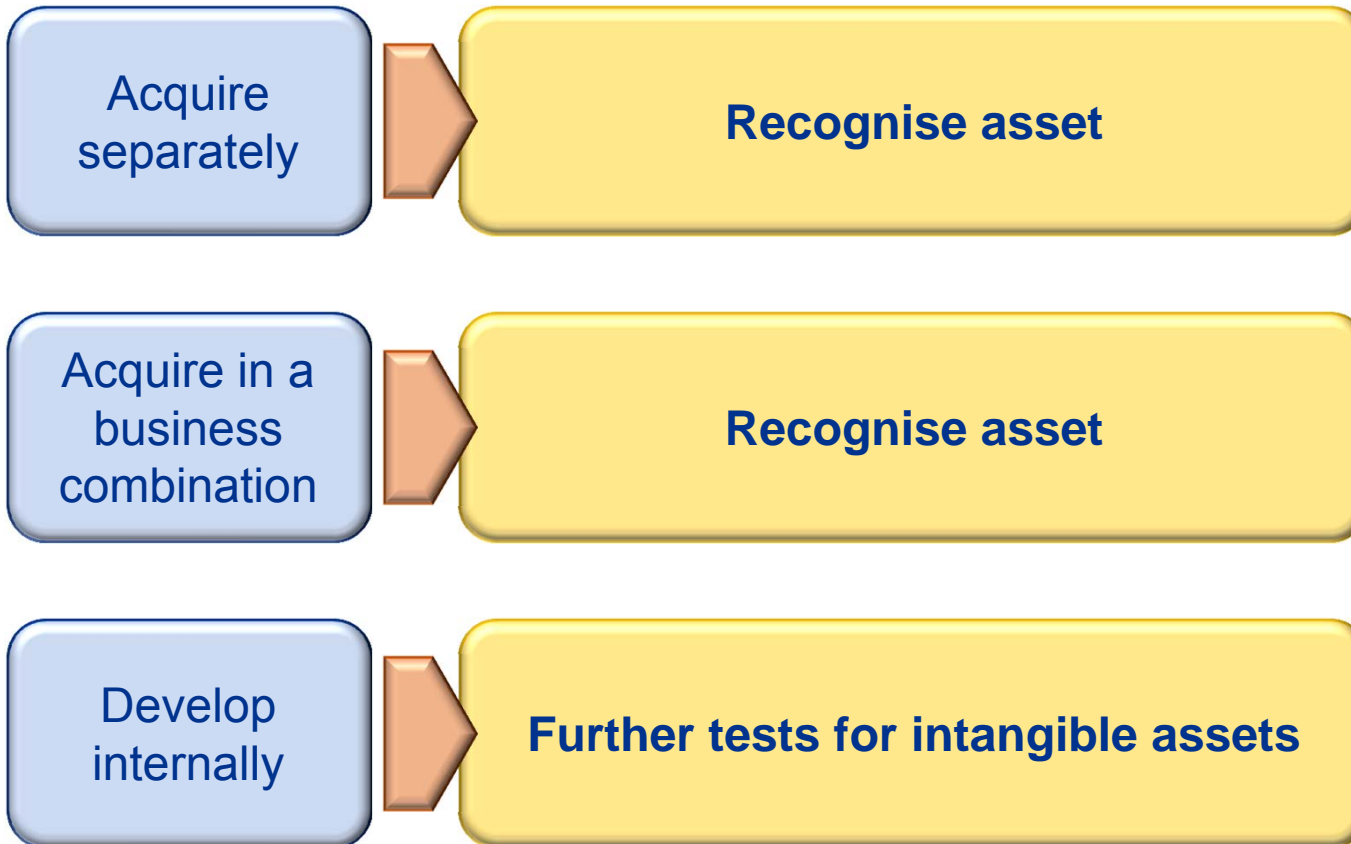 Acquire
separately
Recognise asset
Acquire in a
business
combination
Recognise asset
Develop
internally
Further tests for intangible assets